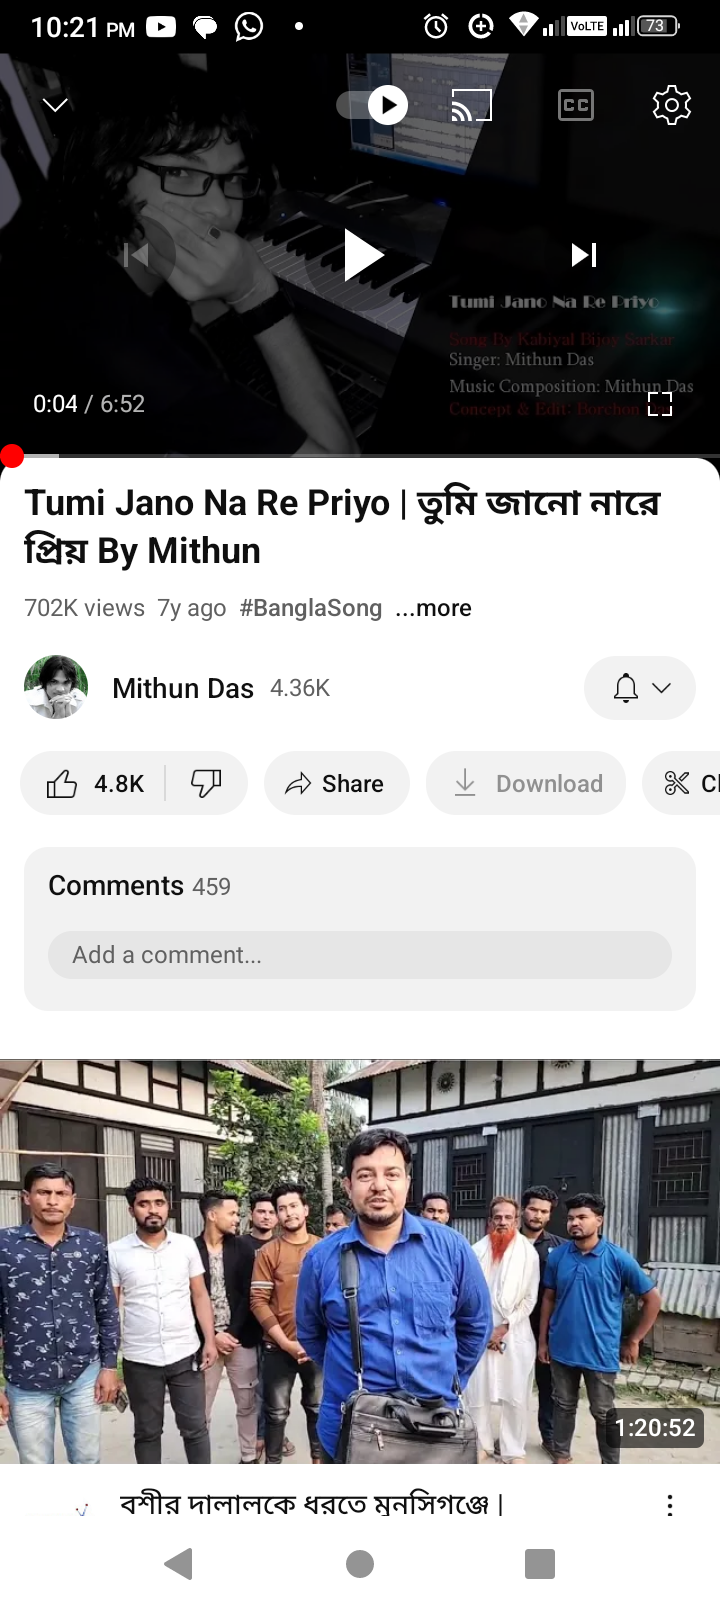 10:21 PM
VoLTE
73
CC
Tumi Jano Na Re Priyo
Song By Kabiyal Bijoy Sarkar
Singer: Mithun Das
Music Composition: Mithun Das
Concept & Edit: Borchon
0:04 / 6:52
Tumi Jano Na Re Priyo | তুমি জানো নারে
প্রিয় By Mithun
702K views 7y ago #BanglaSong ...more
Mithun Das 4.36K
4.8K Share Download
Comments 459
Add a comment...
1:20:52
বশীর দালালকে ধরতে মুনসিগঞ্জে |